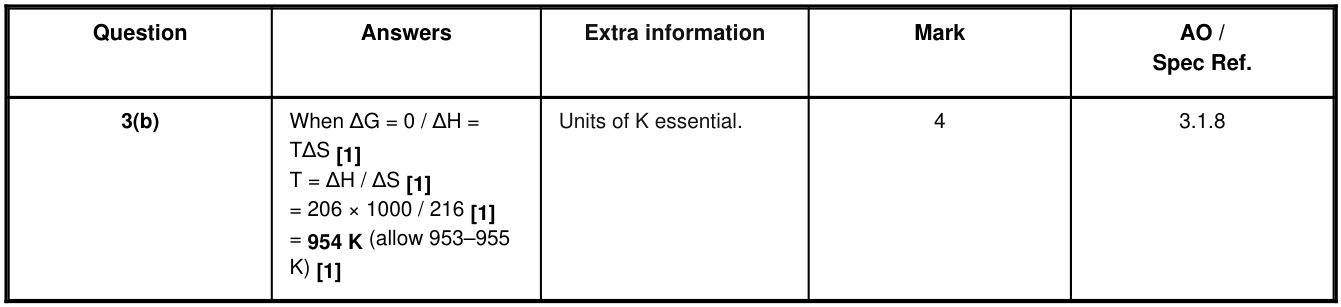 Question Answers Extra information Mark AO /
Spec Ref.
3(b) When ΔG = 0 / ΔH = Units of K essential. 4 3.1.8
TΔS [1]
T = ΔH / ΔS [1]
= 206 × 1000 / 216 [1]
= 954 K (allow 953–955
K) [1]